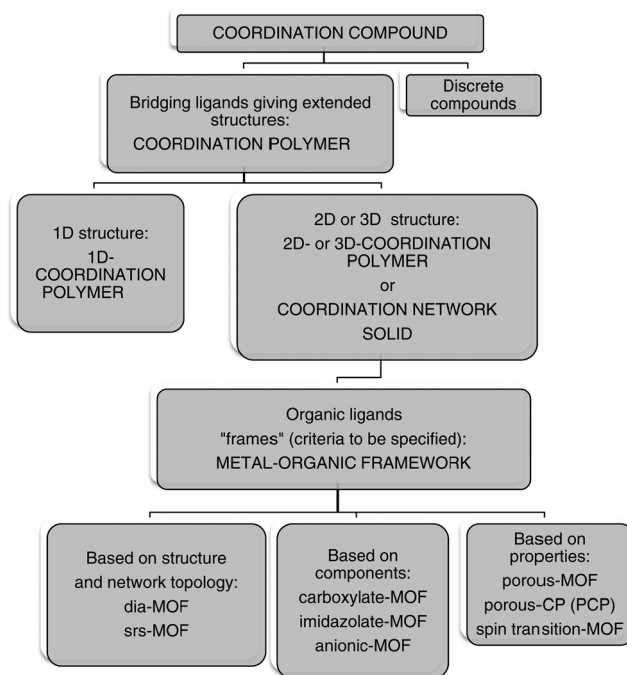 COORDINATION COMPOUND
Bridging ligands giving extended
structures:
COORDINATION POLYMER
Discrete
compounds
1D structure:
1D-
COORDINATION
POLYMER
2D or 3D structure:
2D- or 3D-COORDINATION
POLYMER
or
COORDINATION NETWORK
SOLID
Organic ligands
"frames" (criteria to be specified):
METAL-ORGANIC FRAMEWORK
Based on structure
and network topology:
dia-MOF
srs-MOF
Based on
components:
carboxylate-MOF
imidazolate-MOF
anionic-MOF
Based on
properties:
porous-MOF
porous-CP (PCP)
spin transition-MOF